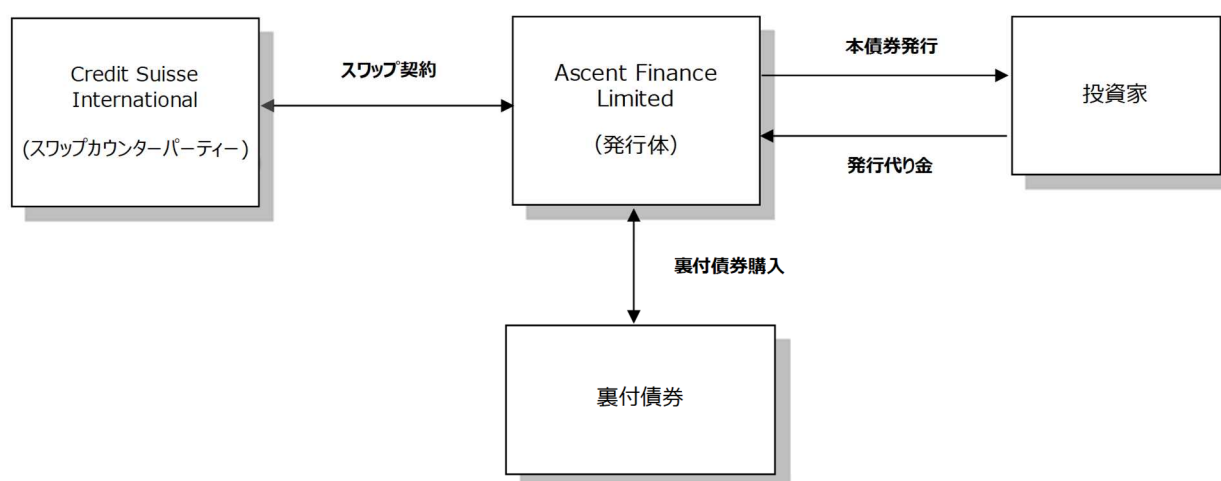 Credit Suisse
International
(スワップカウンターパーティー)
スワップ契約
Ascent Finance
Limited
（発行体）
本債券発行
発行代り金
投資家
裏付債券購入
裏付債券